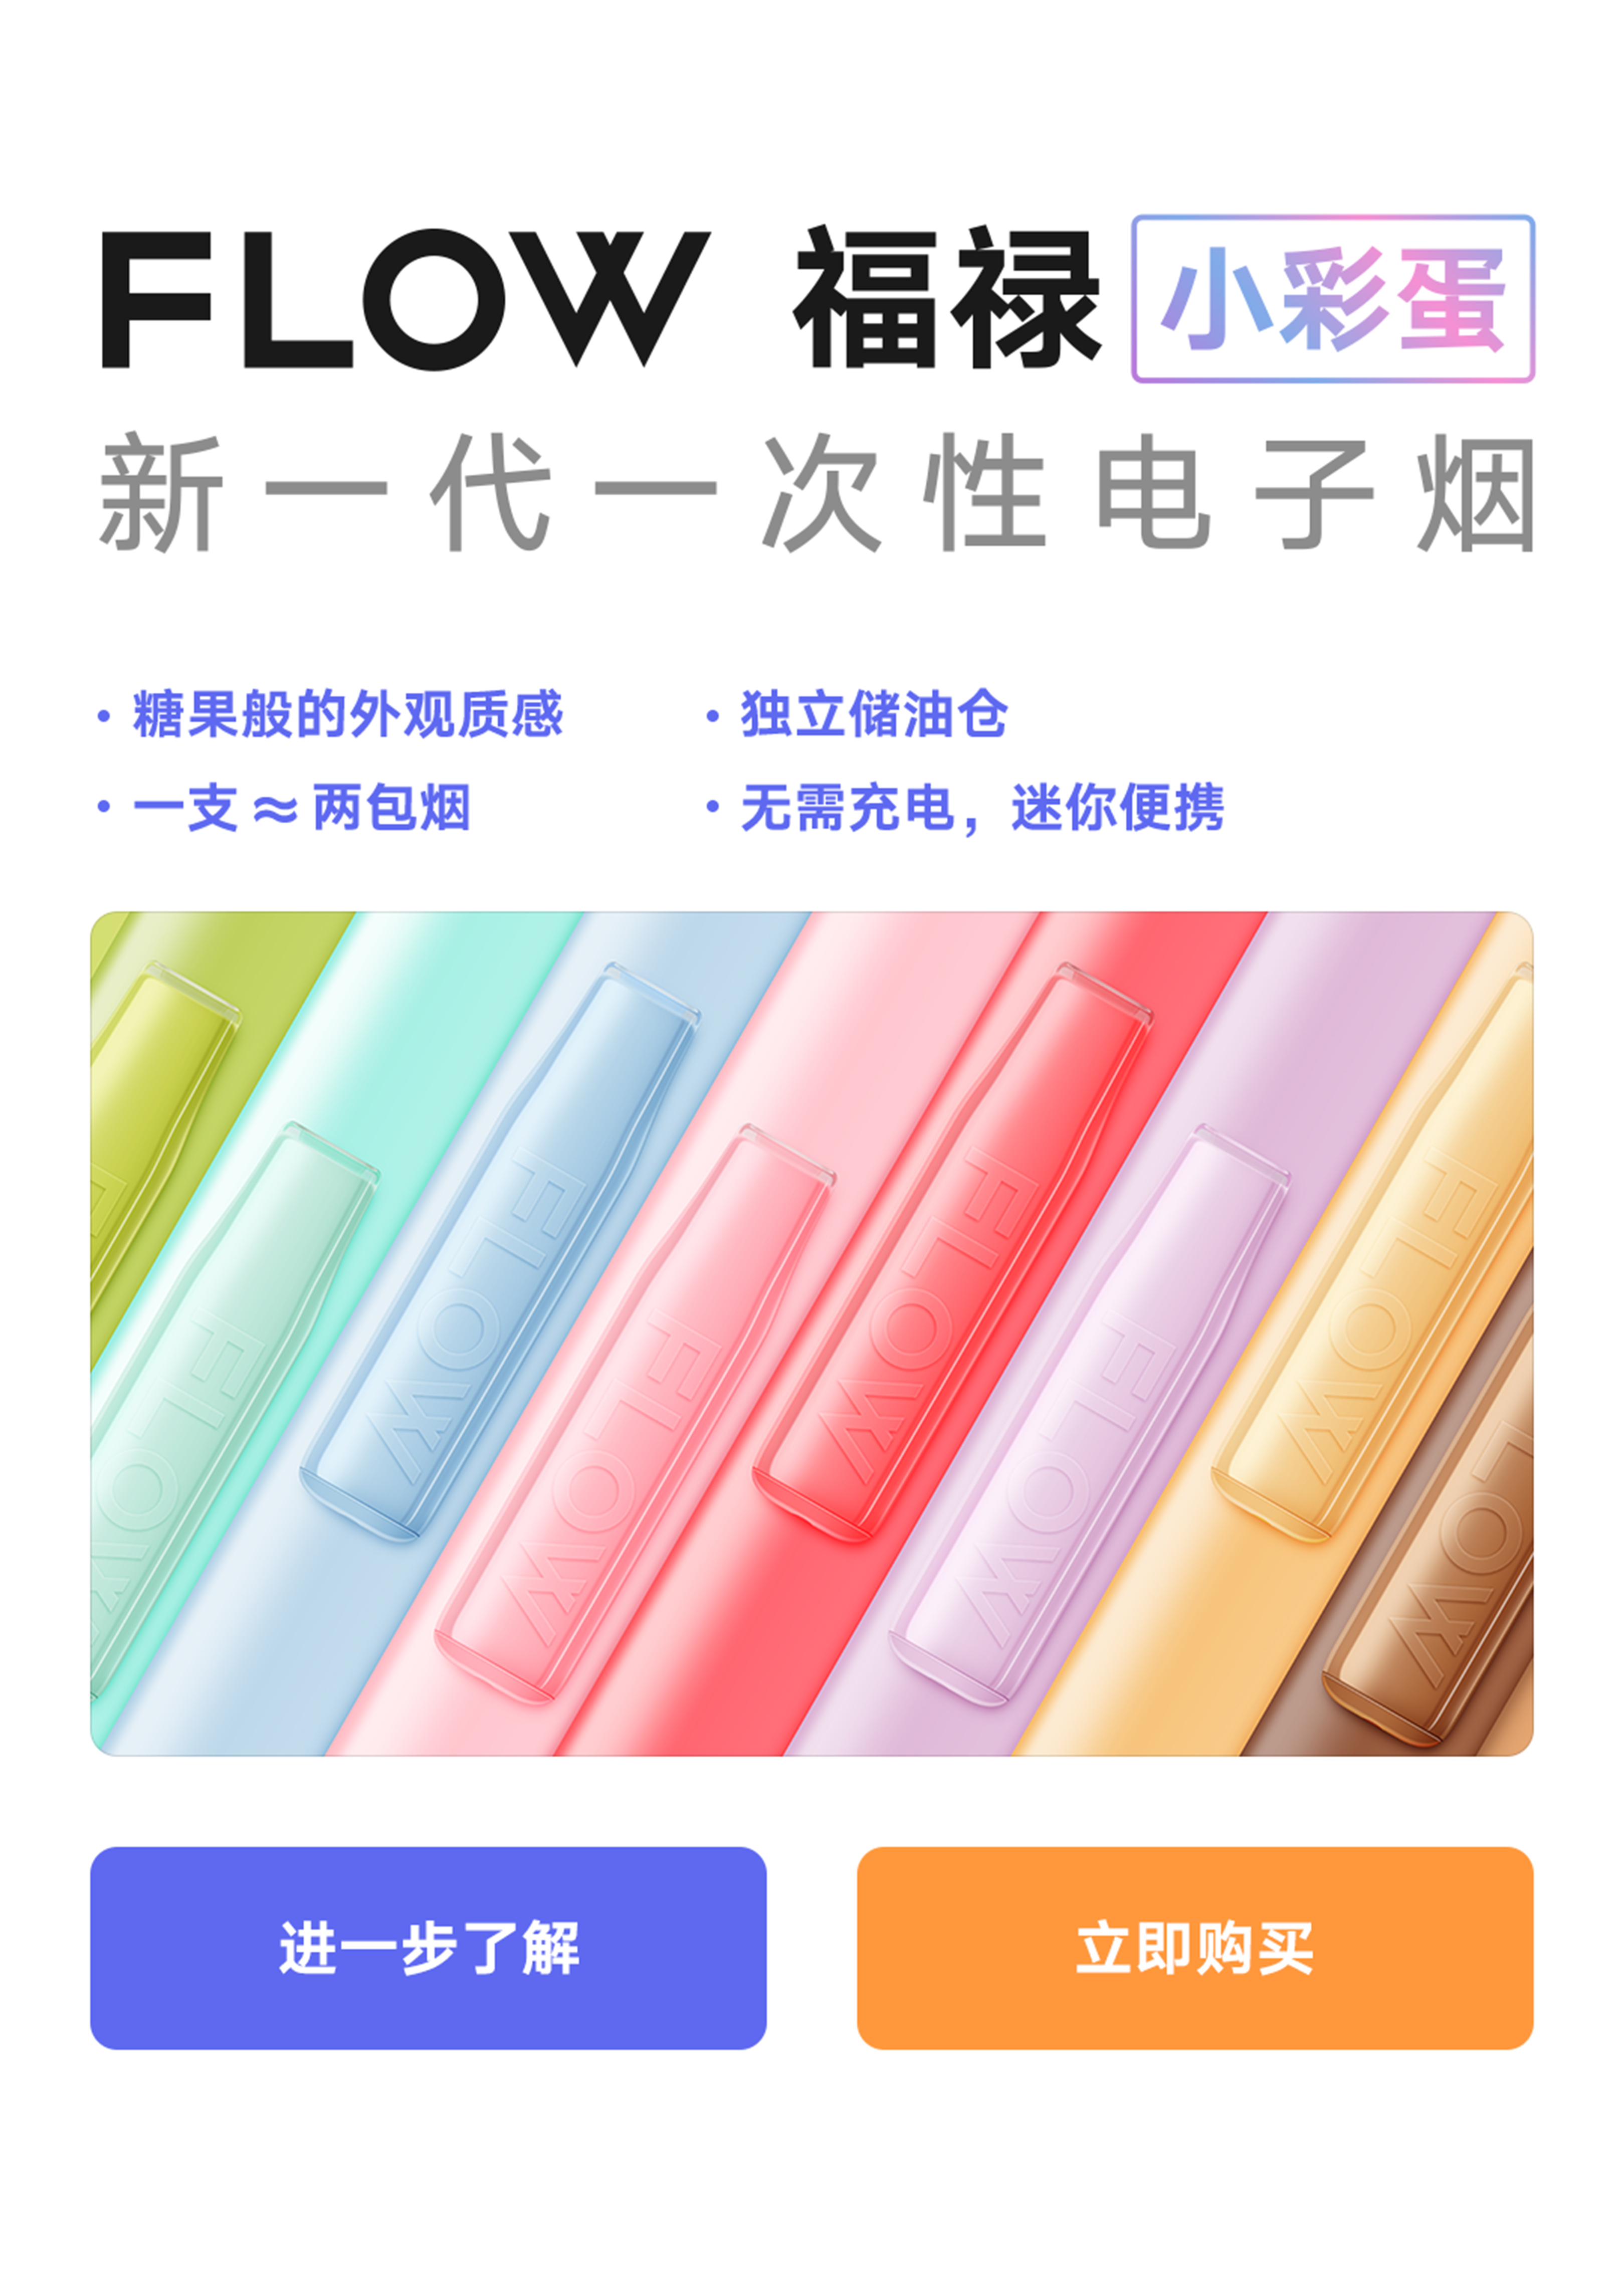 FLOW 福禄 小彩蛋
新一代一次性电子烟
• 糖果般的外观质感
• 独立储油仓
• 一支≈两包烟
• 无需充电，迷你便携
FLOW
FLOW
FLOW
FLOW
FLOW
FLOW
进一步了解
立即购买